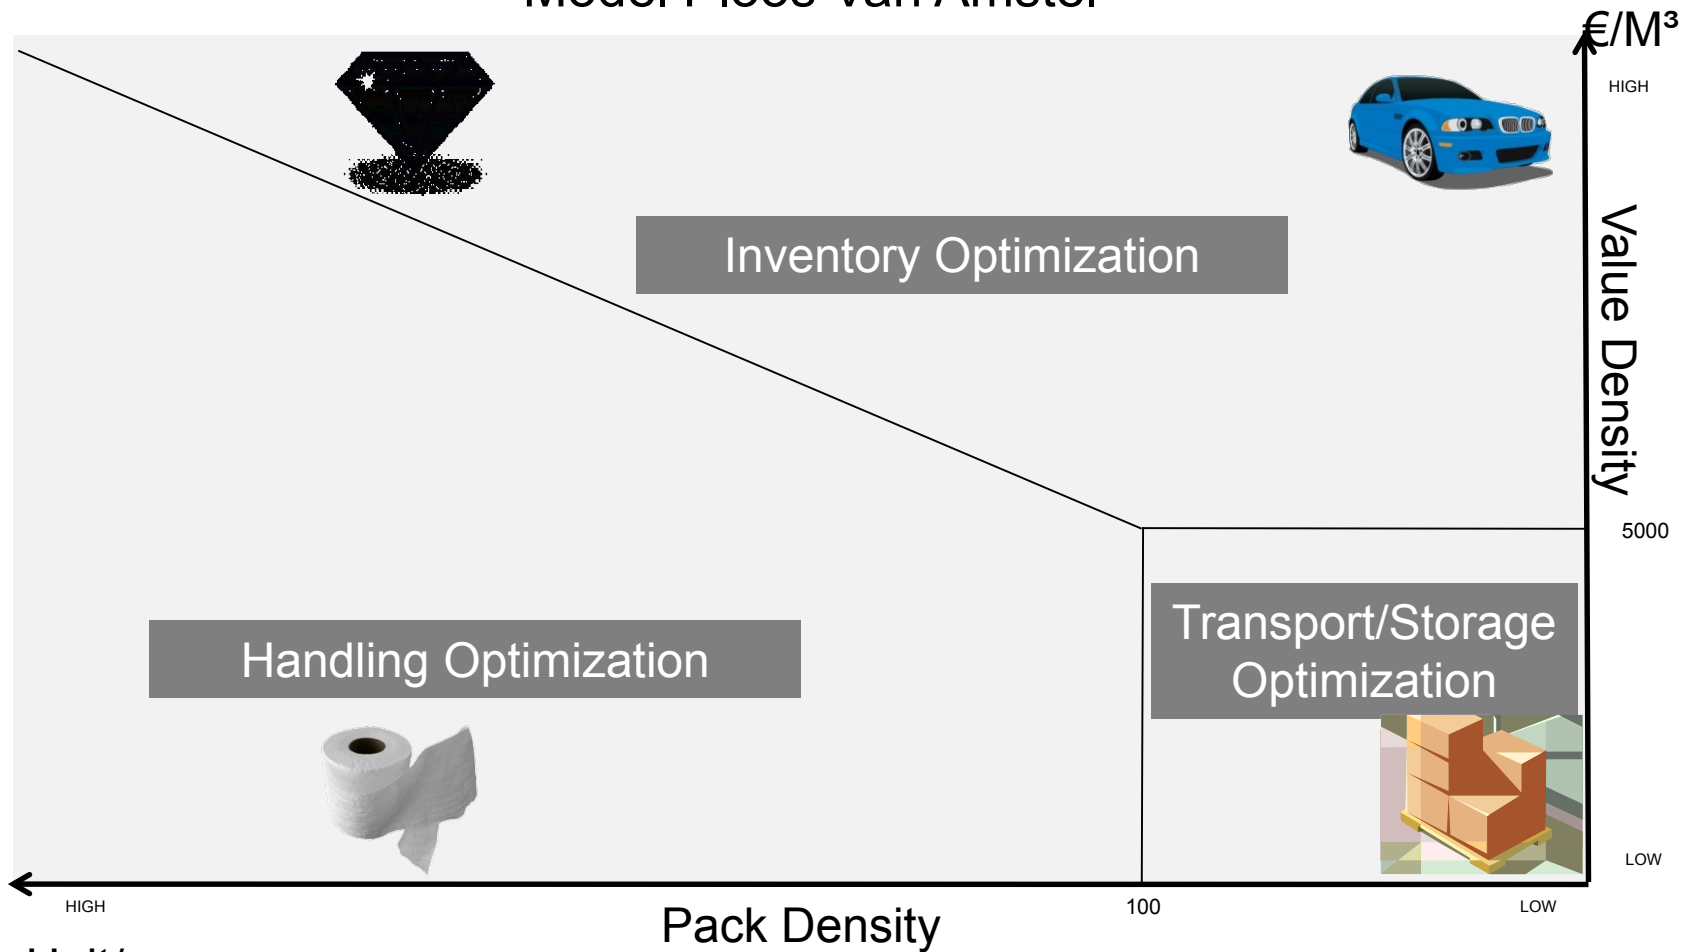 €/M³
HIGH
Inventory Optimization
Value Density
5000
Transport/Storage
Optimization
Handling Optimization
LOW
HIGH
Pack Density
100
LOW